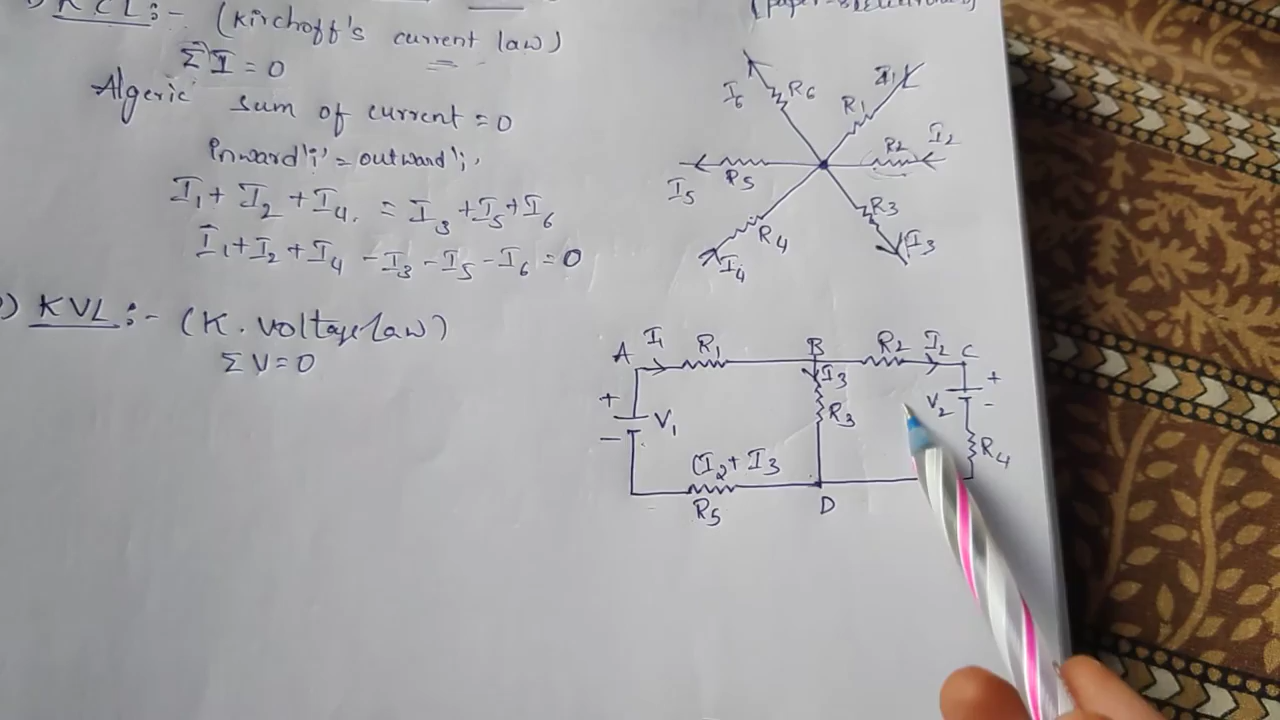 KCL:- (Kirchoff's current law)
ΣI = 0
Algeric sum of current = 0
inward 'i' = outward 'i'
I1 + I2 + I4 = I3 + I5 + I6
I1 + I2 + I4 - I3 - I5 - I6 = 0
KVL:- (K. voltage law)
ΣV = 0
I6 R6 R1 I1
R2 I2
I5 R5
R3 I3
R4 I4
A I1 R1 B R2 I2 C
I3
+ V1 - R3 V2 + -
R4
(I2 + I3
R5 D